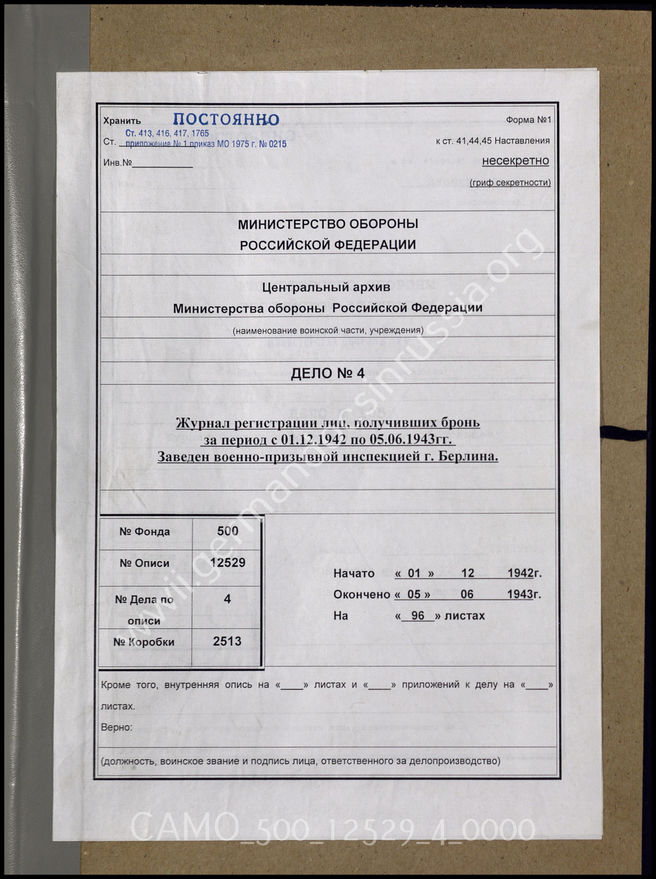 Хранить ПОСТОЯННО Форма №1
Ст. 413, 416, 417, 1765
Ст. приложение № 1 приказ МО 1975 г. № 0215 к ст. 41,44,45 Наставления
Инв.№ несекретно
(гриф секретности)
МИНИСТЕРСТВО ОБОРОНЫ
РОССИЙСКОЙ ФЕДЕРАЦИИ
Центральный архив
Министерства обороны Российской Федерации
(наименование воинской части, учреждения)
ДЕЛО № 4
Журнал регистрации лиц, получивших бронь
за период с 01.12.1942 по 05.06.1943гг.
Заведен военно-призывной инспекцией г. Берлина.
№ Фонда 500
№ Описи 12529
№ Дела по описи 4
№ Коробки 2513
Начато « 01 » 12 1942г.
Окончено « 05 » 06 1943г.
На « 96 » листах
Кроме того, внутренняя опись на «____» листах и «____» приложений к делу на «____»
листах.
Верно:
(должность, воинское звание и подпись лица, ответственного за делопроизводство)
www.germandocsinrussia.org
CAMO_500_12529_4_0000